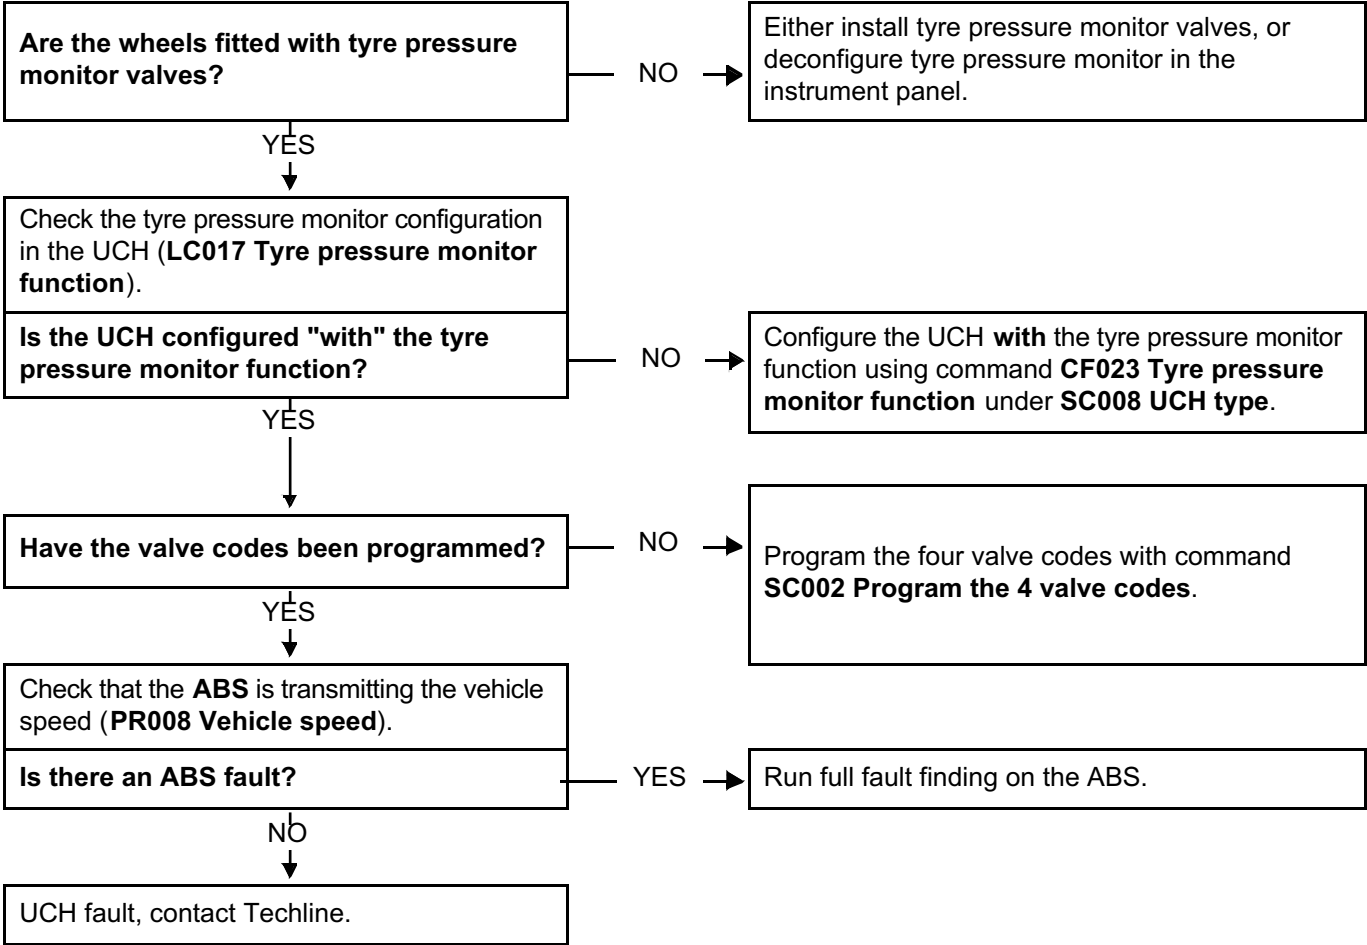 Are the wheels fitted with tyre pressure
monitor valves?
NO
Either install tyre pressure monitor valves, or
deconfigure tyre pressure monitor in the
instrument panel.
YES
Check the tyre pressure monitor configuration
in the UCH (LC017 Tyre pressure monitor
function).
Is the UCH configured "with" the tyre
pressure monitor function?
NO
Configure the UCH with the tyre pressure monitor
function using command CF023 Tyre pressure
monitor function under SC008 UCH type.
YES
Have the valve codes been programmed?
NO
Program the four valve codes with command
SC002 Program the 4 valve codes.
YES
Check that the ABS is transmitting the vehicle
speed (PR008 Vehicle speed).
Is there an ABS fault?
YES
Run full fault finding on the ABS.
NO
UCH fault, contact Techline.